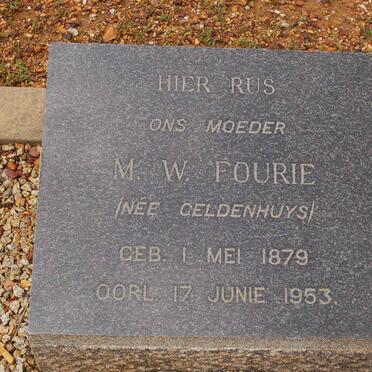 HIER RUS
ONS MOEDER
M. W. FOURIE
/NÉE GELDENHUYS/
GEB. 1 MEI 1879
OORL. 17 JUNIE 1953.